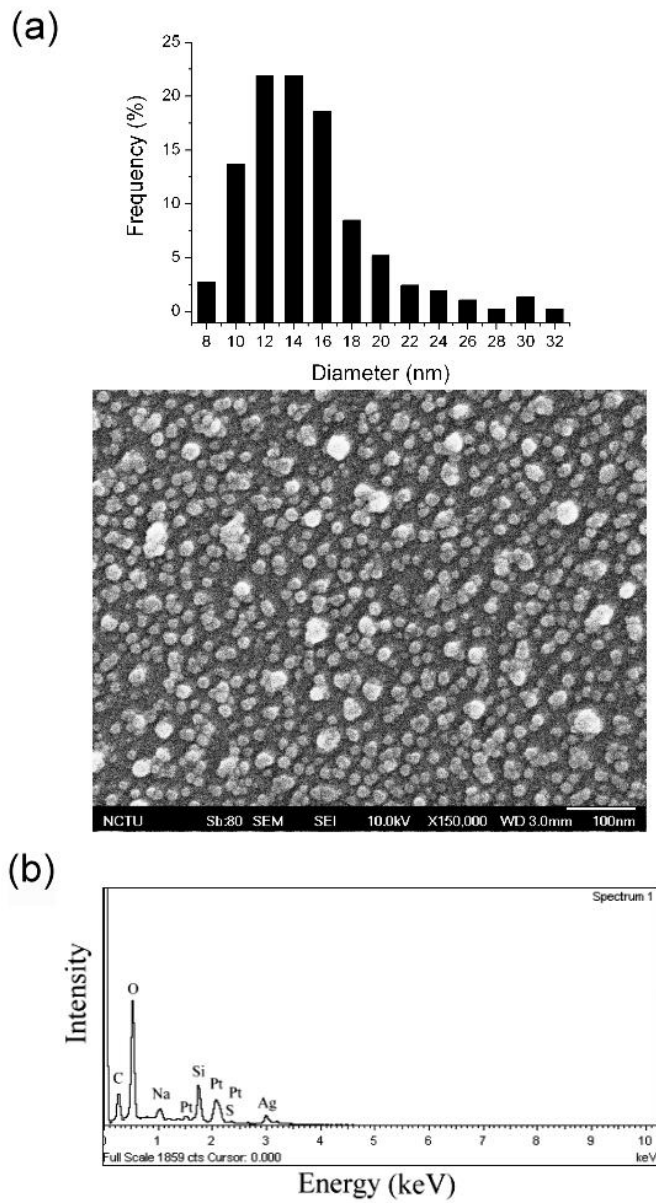 (a)
Frequency (%)
25
20
15
10
5
0
8 10 12 14 16 18 20 22 24 26 28 30 32
Diameter (nm)
NCTU Sb:80 SEM SEI 10.0kV X150,000 WD 3.0mm 100nm
(b)
Spectrum 1
Intensity
O
C
Na
Pt
Si
Pt
Pt
S
Ag
0 1 2 3 4 5 6 7 8 9 10
Full Scale 1859 cts Cursor: 0.000
keV
Energy (keV)